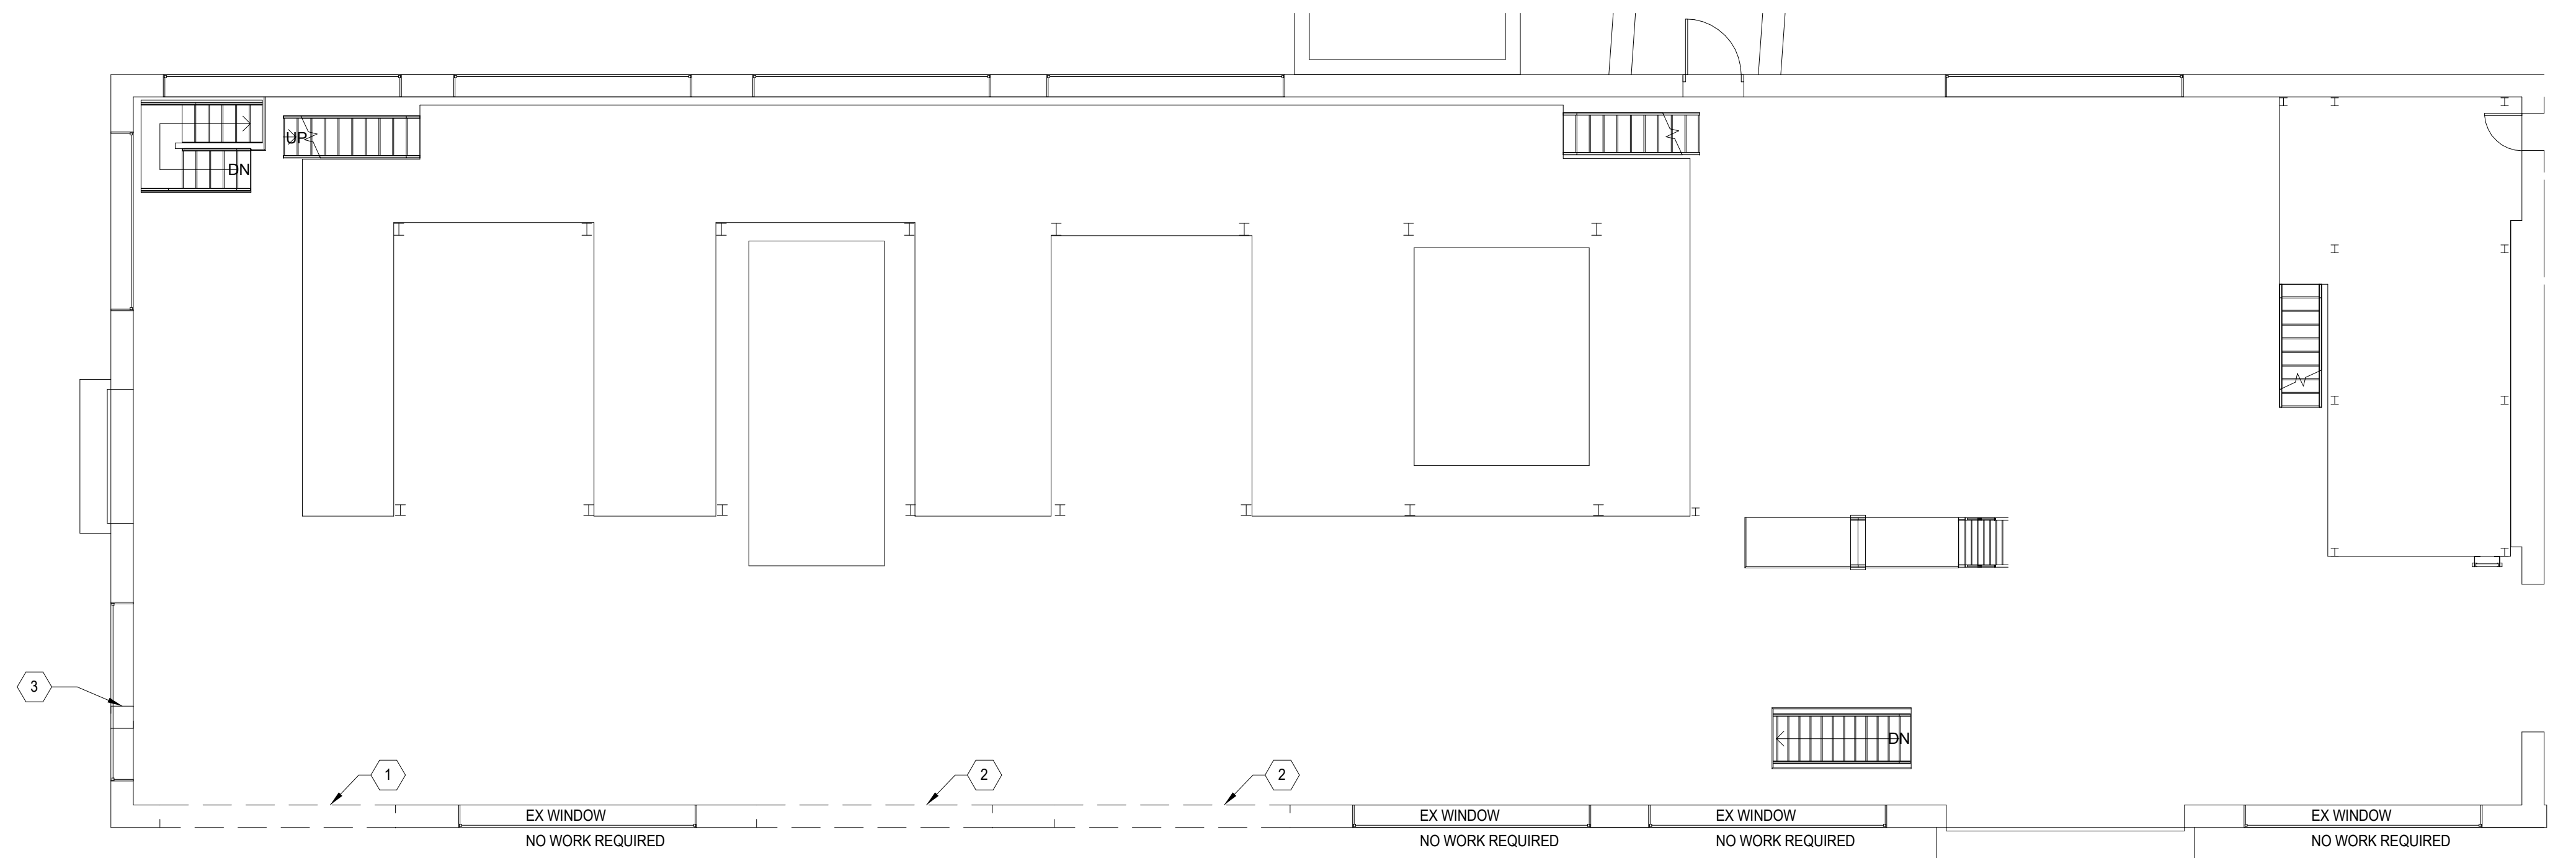 UP
DN
3
DN
1
2
2
EX WINDOW
EX WINDOW
EX WINDOW
EX WINDOW
NO WORK REQUIRED
NO WORK REQUIRED
NO WORK REQUIRED
NO WORK REQUIRED